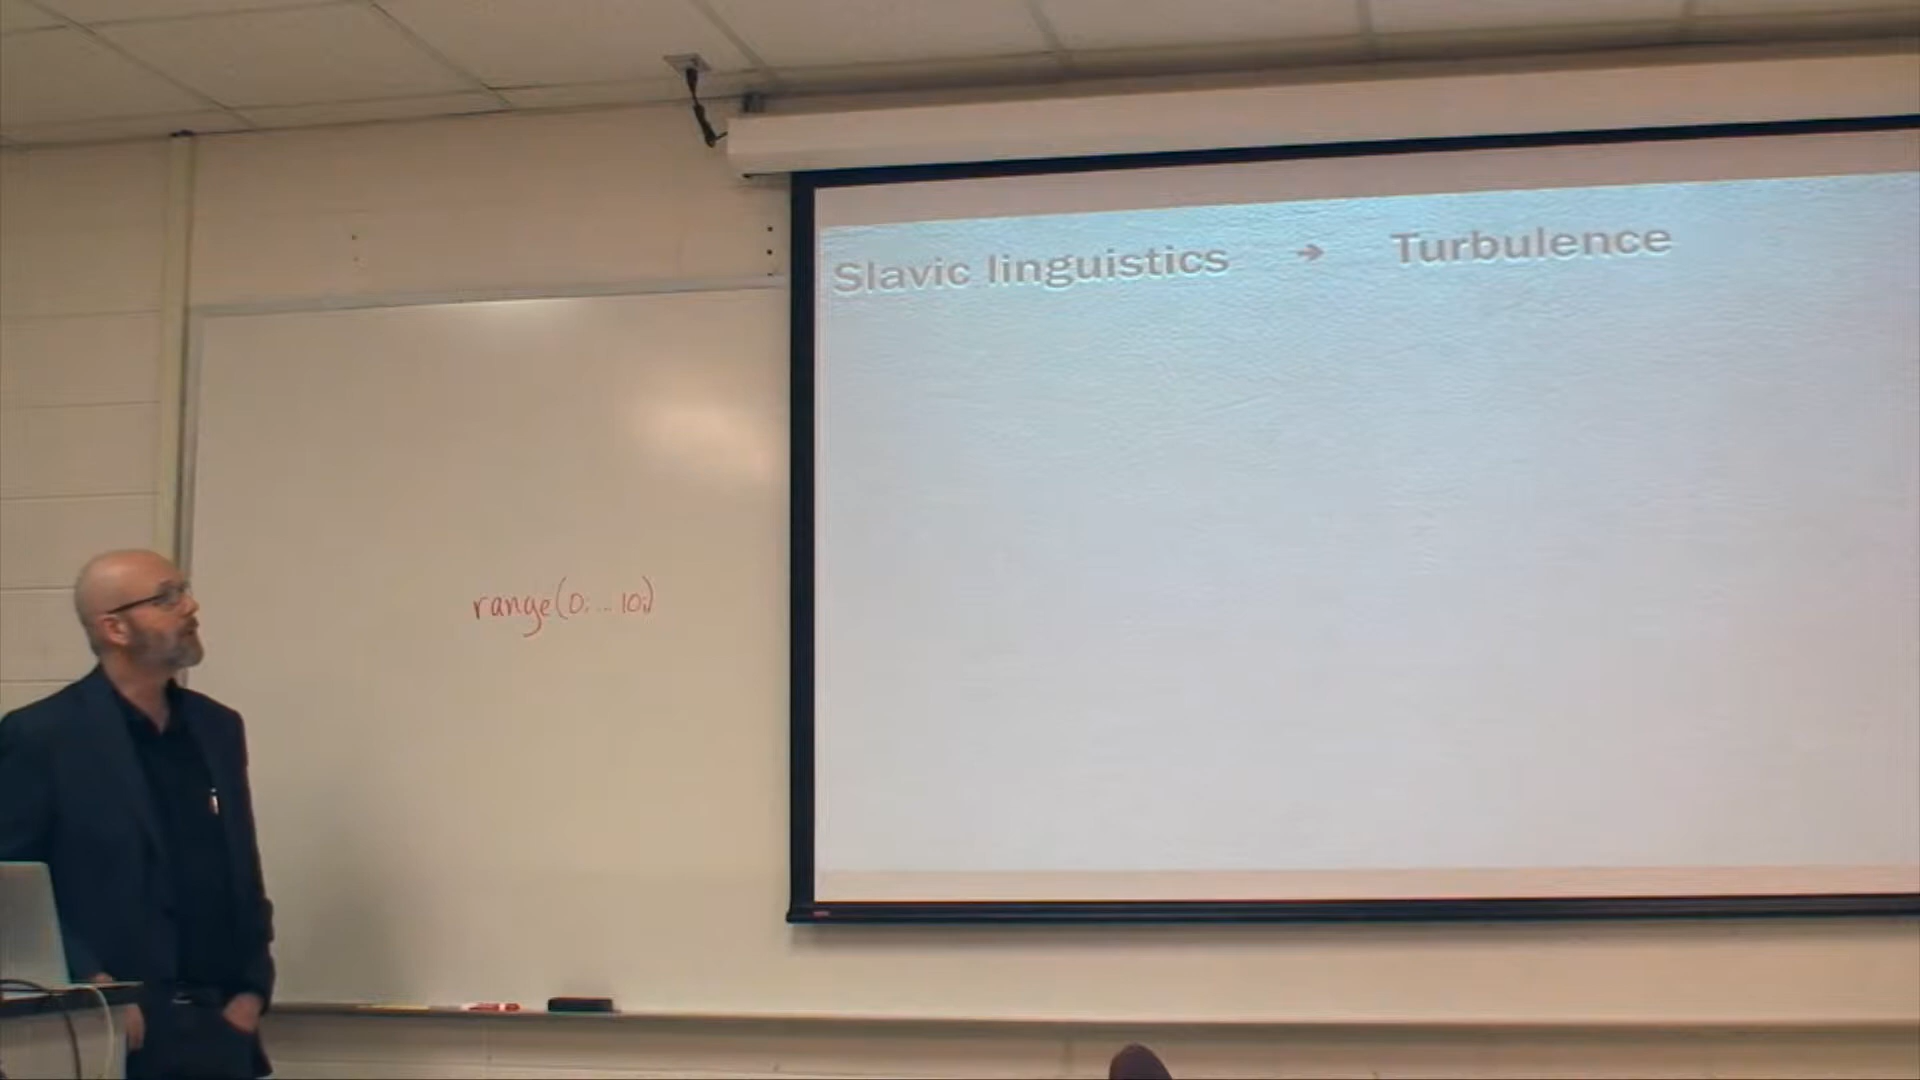 Slavic linguistics → Turbulence
range(0:...10:)